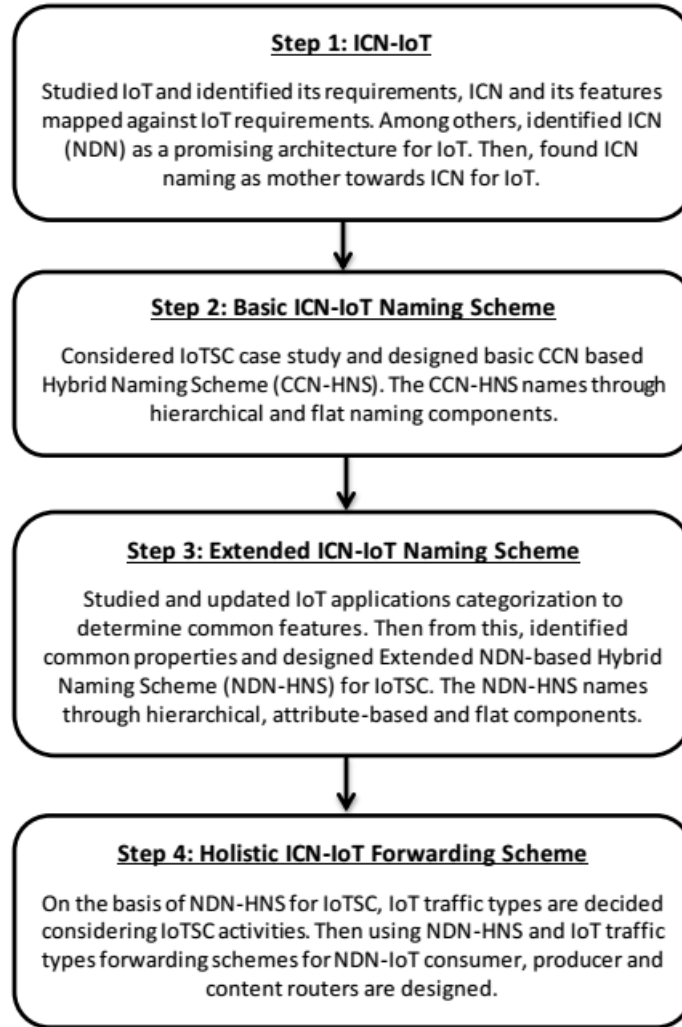 Step 1: ICN-IoT
Studied IoT and identified its requirements, ICN and its features
mapped against IoT requirements. Among others, identified ICN
(NDN) as a promising architecture for IoT. Then, found ICN
naming as mother towards ICN for IoT.
Step 2: Basic ICN-IoT Naming Scheme
Considered IoTSC case study and designed basic CCN based
Hybrid Naming Scheme (CCN-HNS). The CCN-HNS names through
hierarchical and flat naming components.
Step 3: Extended ICN-IoT Naming Scheme
Studied and updated IoT applications categorization to
determine common features. Then from this, identified
common properties and designed Extended NDN-based Hybrid
Naming Scheme (NDN-HNS) for IoTSC. The NDN-HNS names
through hierarchical, attribute-based and flat components.
Step 4: Holistic ICN-IoT Forwarding Scheme
On the basis of NDN-HNS for IoTSC, IoT traffic types are decided
considering IoTSC activities. Then using NDN-HNS and IoT traffic
types forwarding schemes for NDN-IoT consumer, producer and
content routers are designed.